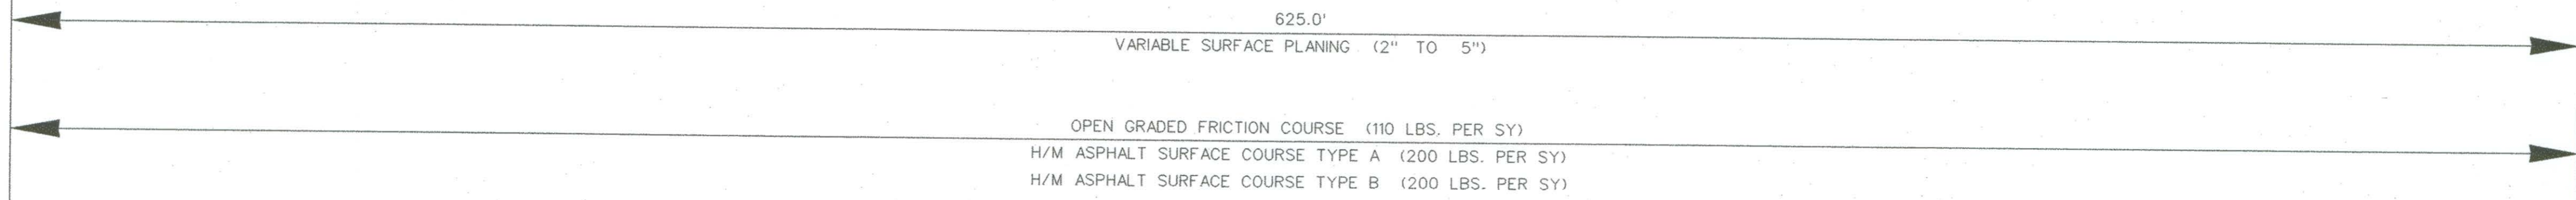 625.0'
VARIABLE SURFACE PLANING (2" TO 5")
OPEN GRADED FRICTION COURSE (110 LBS. PER SY)
H/M ASPHALT SURFACE COURSE TYPE A (200 LBS. PER SY)
H/M ASPHALT SURFACE COURSE TYPE B (200 LBS. PER SY)